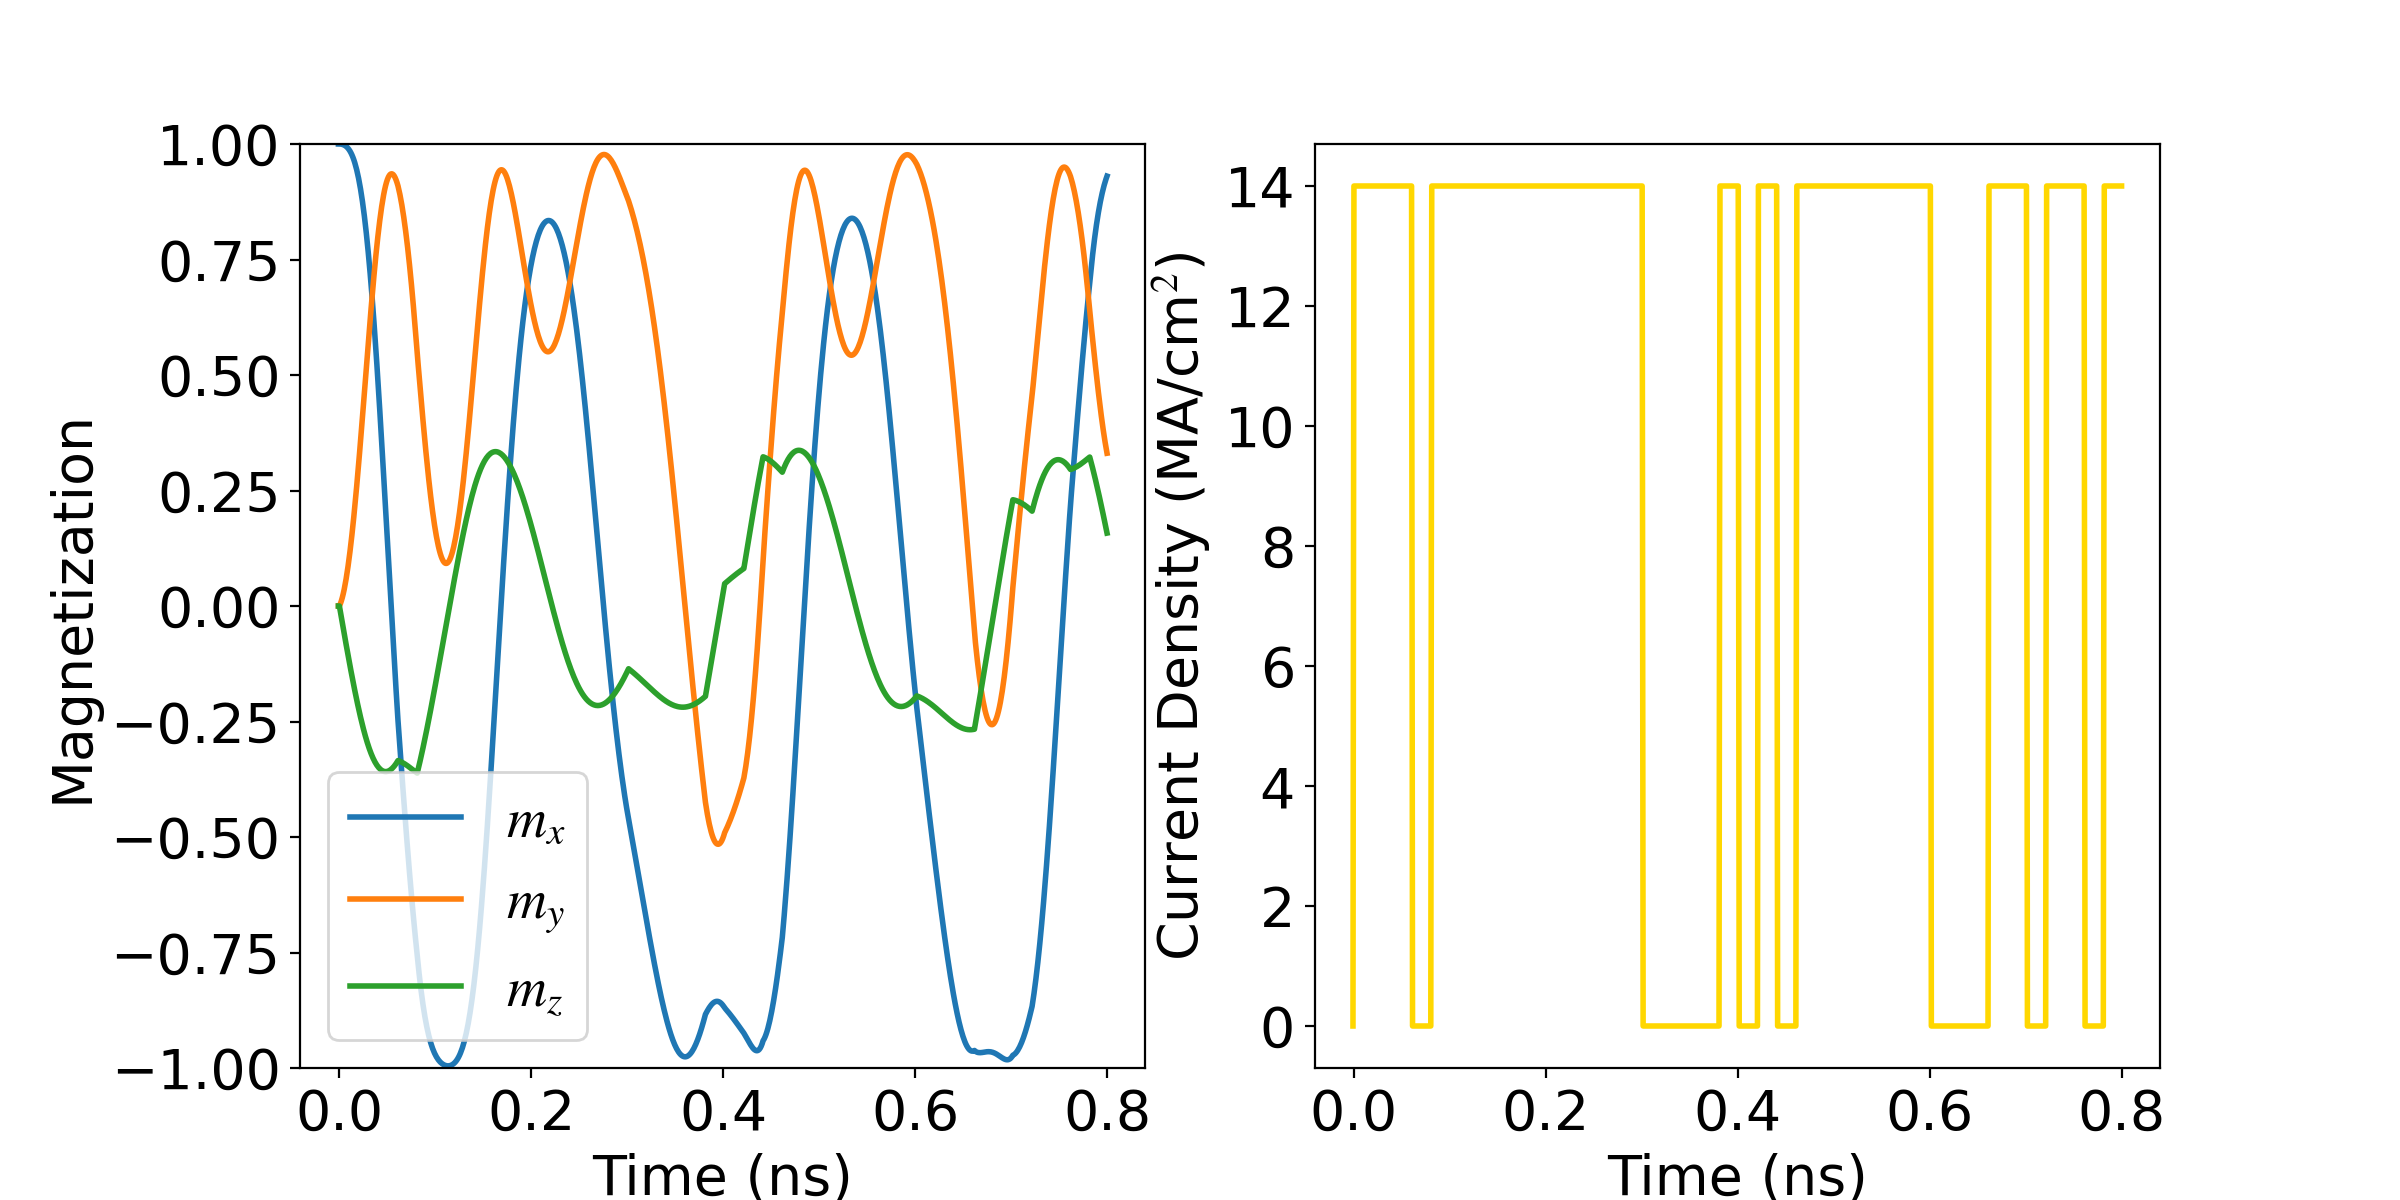 1.00
0.75
0.50
0.25
0.00
−0.25
−0.50
−0.75
−1.00
Magnetization
m_x
m_y
m_z
0.0 0.2 0.4 0.6 0.8
Time (ns)
14
12
10
8
6
4
2
0
Current Density (MA/cm²)
0.0 0.2 0.4 0.6 0.8
Time (ns)